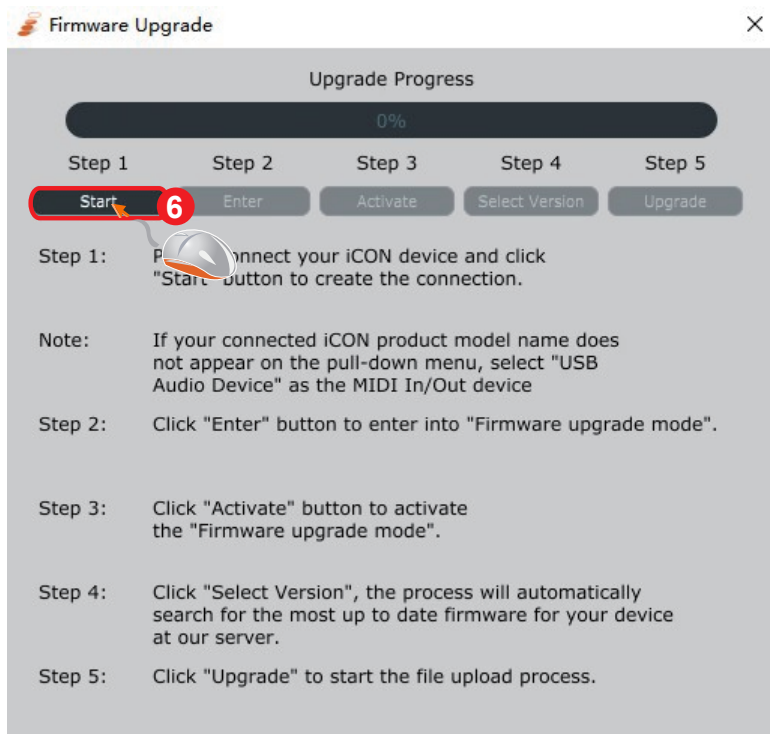 Firmware Upgrade
Upgrade Progress
0%
Step 1 Step 2 Step 3 Step 4 Step 5
Start 6 Enter Activate Select Version Upgrade
Step 1: onnect your iCON device and click
"Start" button to create the connection.
Note: If your connected iCON product model name does
not appear on the pull-down menu, select "USB
Audio Device" as the MIDI In/Out device
Step 2: Click "Enter" button to enter into "Firmware upgrade mode".
Step 3: Click "Activate" button to activate
the "Firmware upgrade mode".
Step 4: Click "Select Version", the process will automatically
search for the most up to date firmware for your device
at our server.
Step 5: Click "Upgrade" to start the file upload process.